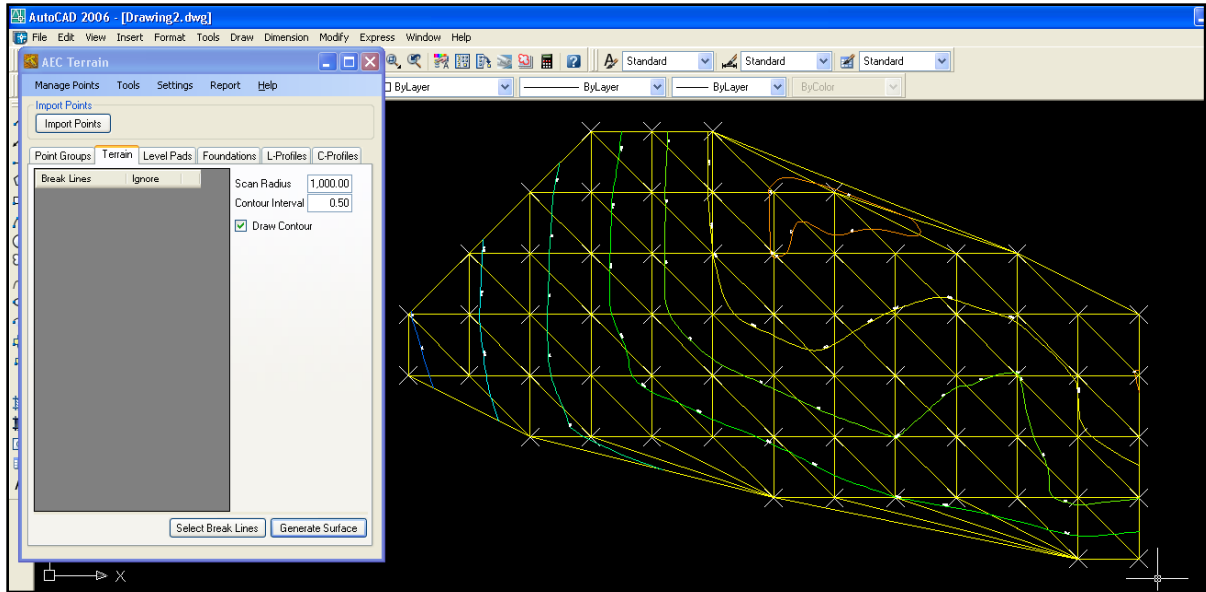 AutoCAD 2006 - [Drawing2.dwg]
File Edit View Insert Format Tools Draw Dimension Modify Express Window Help
AEC Terrain
Standard Standard Standard
Manage Points Tools Settings Report Help
ByLayer ByLayer ByLayer ByColor
Import Points
Import Points
Point Groups Terrain Level Pads Foundations L-Profiles C-Profiles
Break Lines Ignore
Scan Radius 1,000.00
Contour Interval 0.50
Draw Contour
Select Break Lines Generate Surface
X